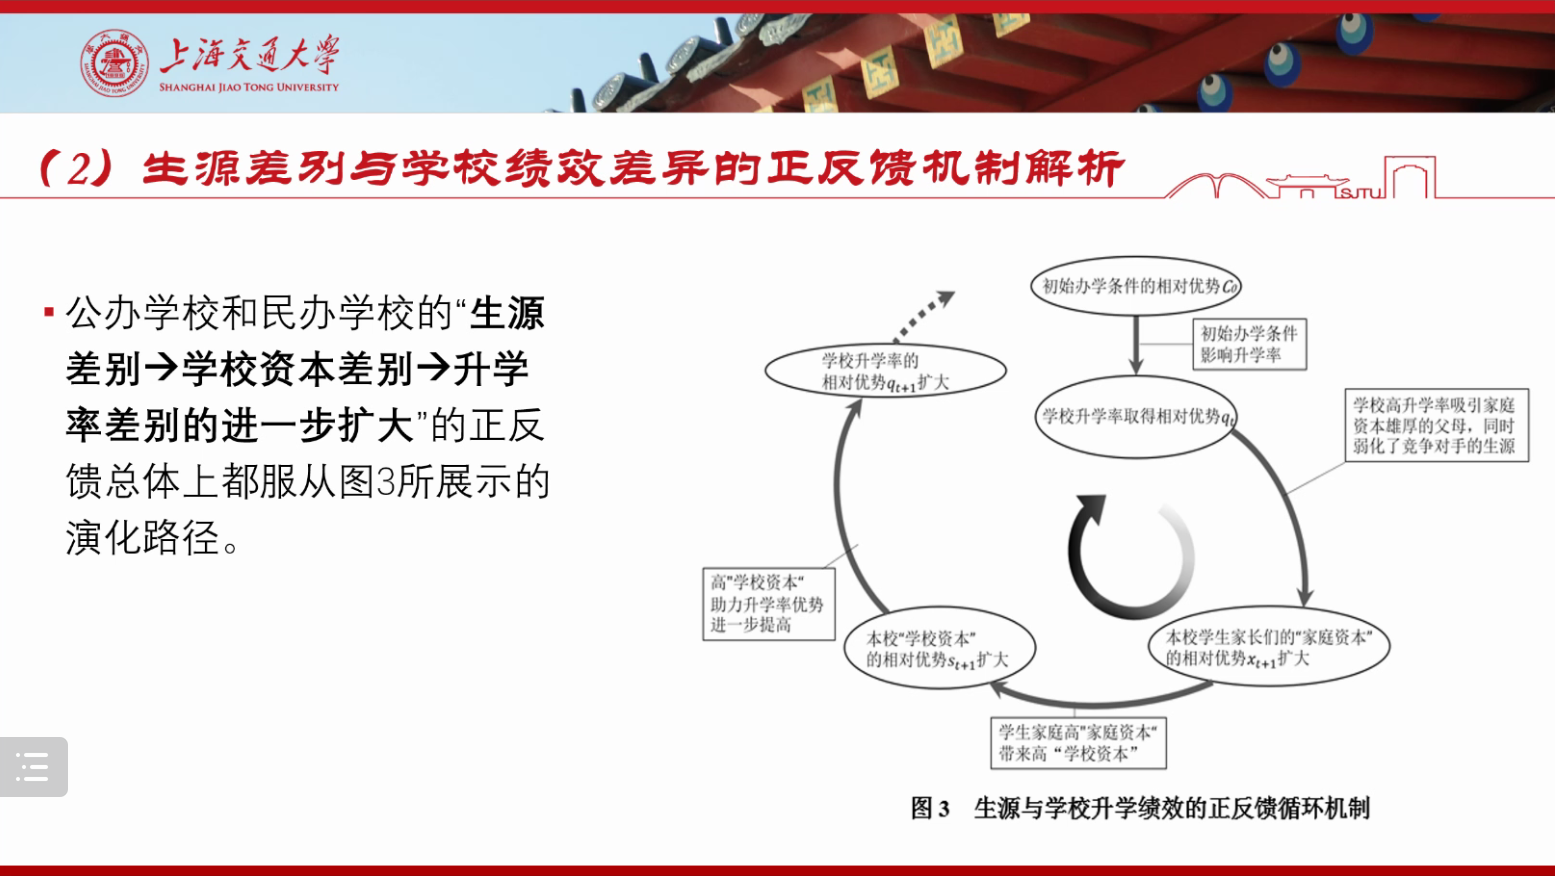 上海交通大学
SHANGHAI JIAO TONG UNIVERSITY
（2）生源差别与学校绩效差异的正反馈机制解析
SJTU
公办学校和民办学校的“生源
差别→学校资本差别→升学
率差别的进一步扩大”的正反
馈总体上都服从图3所展示的
演化路径。
初始办学条件的相对优势C₀
初始办学条件
影响升学率
学校升学率的
相对优势qₜ₊₁扩大
学校升学率取得相对优势qₜ
学校高升学率吸引家庭
资本雄厚的父母，同时
弱化了竞争对手的生源
高"学校资本“
助力升学率优势
进一步提高
本校“学校资本”
的相对优势sₜ₊₁扩大
本校学生家长们的“家庭资本”
的相对优势xₜ₊₁扩大
学生家庭高"家庭资本“
带来高“学校资本”
图 3 生源与学校升学绩效的正反馈循环机制